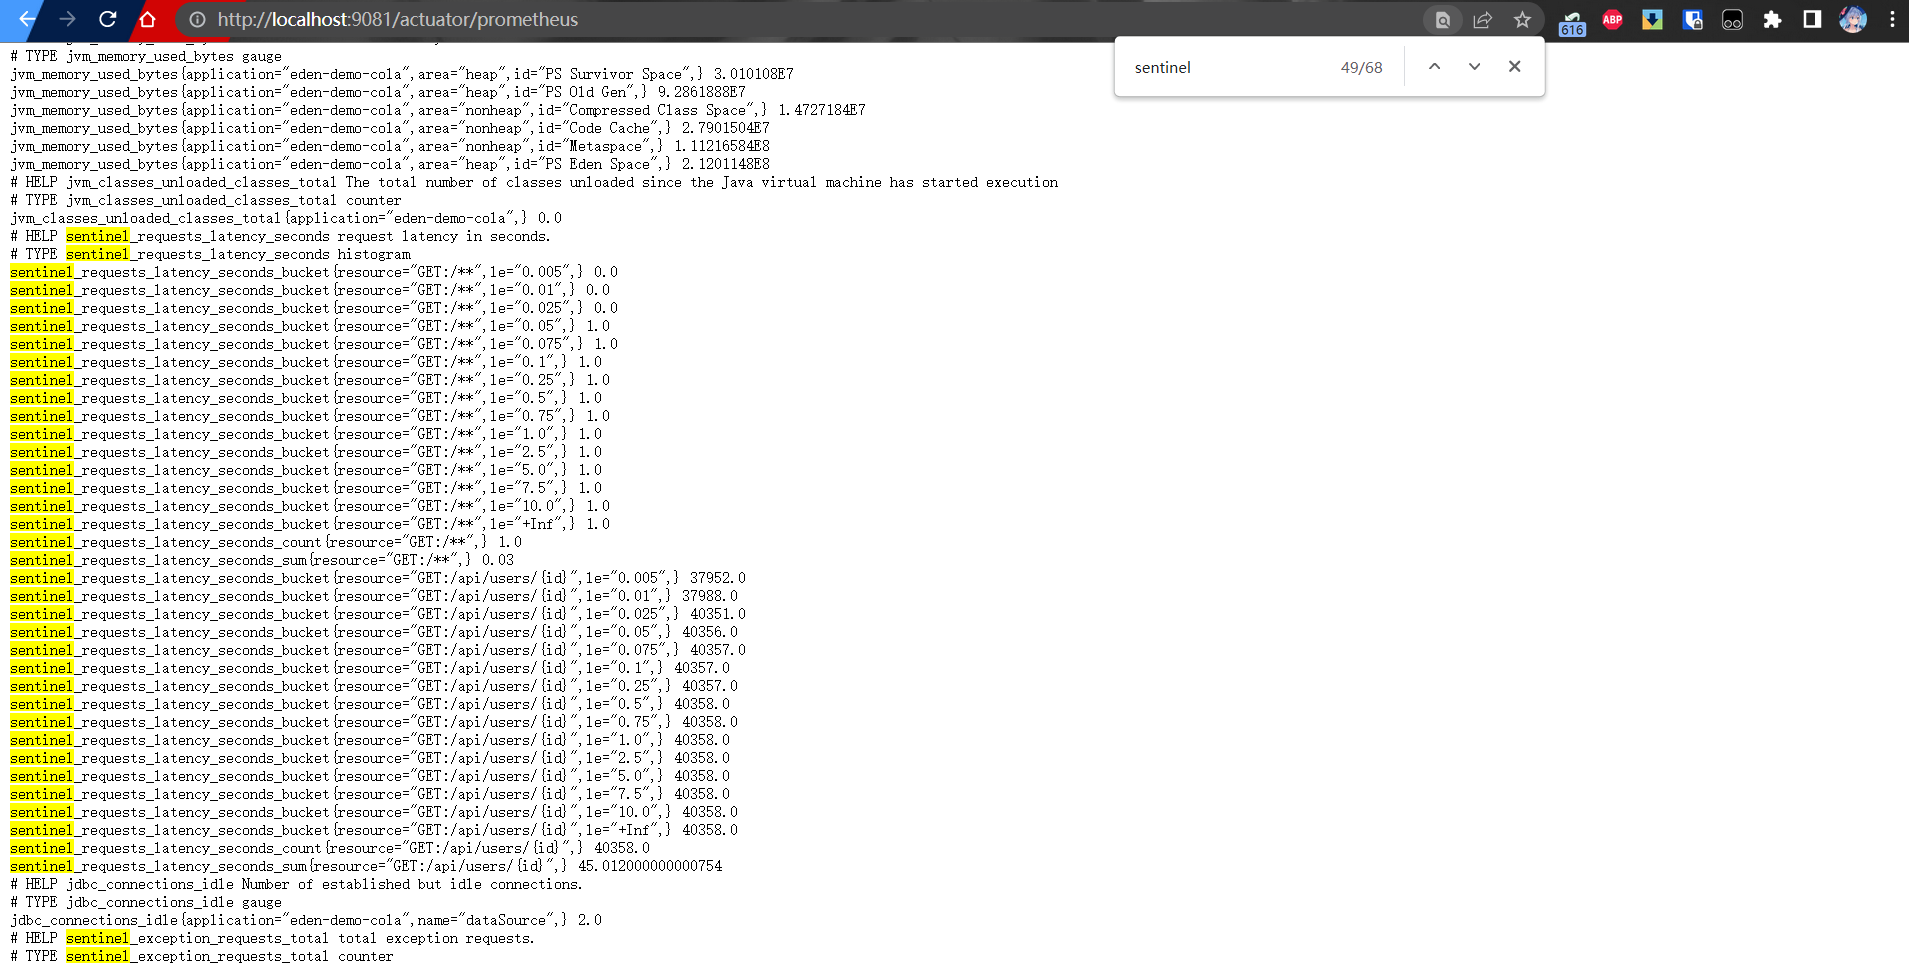 http://localhost:9081/actuator/prometheus
616
ABP
sentinel
49/68
# TYPE jvm_memory_used_bytes gauge
jvm_memory_used_bytes{application="eden-demo-cola",area="heap",id="PS Survivor Space",} 3.010108E7
jvm_memory_used_bytes{application="eden-demo-cola",area="heap",id="PS Old Gen",} 9.2861888E7
jvm_memory_used_bytes{application="eden-demo-cola",area="nonheap",id="Compressed Class Space",} 1.4727184E7
jvm_memory_used_bytes{application="eden-demo-cola",area="nonheap",id="Code Cache",} 2.7901504E7
jvm_memory_used_bytes{application="eden-demo-cola",area="nonheap",id="Metaspace",} 1.11216584E8
jvm_memory_used_bytes{application="eden-demo-cola",area="heap",id="PS Eden Space",} 2.1201148E8
# HELP jvm_classes_unloaded_classes_total The total number of classes unloaded since the Java virtual machine has started execution
# TYPE jvm_classes_unloaded_classes_total counter
jvm_classes_unloaded_classes_total{application="eden-demo-cola",} 0.0
# HELP sentinel_requests_latency_seconds request latency in seconds.
# TYPE sentinel_requests_latency_seconds histogram
sentinel_requests_latency_seconds_bucket{resource="GET:/**",le="0.005",} 0.0
sentinel_requests_latency_seconds_bucket{resource="GET:/**",le="0.01",} 0.0
sentinel_requests_latency_seconds_bucket{resource="GET:/**",le="0.025",} 0.0
sentinel_requests_latency_seconds_bucket{resource="GET:/**",le="0.05",} 1.0
sentinel_requests_latency_seconds_bucket{resource="GET:/**",le="0.075",} 1.0
sentinel_requests_latency_seconds_bucket{resource="GET:/**",le="0.1",} 1.0
sentinel_requests_latency_seconds_bucket{resource="GET:/**",le="0.25",} 1.0
sentinel_requests_latency_seconds_bucket{resource="GET:/**",le="0.5",} 1.0
sentinel_requests_latency_seconds_bucket{resource="GET:/**",le="0.75",} 1.0
sentinel_requests_latency_seconds_bucket{resource="GET:/**",le="1.0",} 1.0
sentinel_requests_latency_seconds_bucket{resource="GET:/**",le="2.5",} 1.0
sentinel_requests_latency_seconds_bucket{resource="GET:/**",le="5.0",} 1.0
sentinel_requests_latency_seconds_bucket{resource="GET:/**",le="7.5",} 1.0
sentinel_requests_latency_seconds_bucket{resource="GET:/**",le="10.0",} 1.0
sentinel_requests_latency_seconds_bucket{resource="GET:/**",le="+Inf",} 1.0
sentinel_requests_latency_seconds_count{resource="GET:/**",} 1.0
sentinel_requests_latency_seconds_sum{resource="GET:/**",} 0.03
sentinel_requests_latency_seconds_bucket{resource="GET:/api/users/{id}",le="0.005",} 37952.0
sentinel_requests_latency_seconds_bucket{resource="GET:/api/users/{id}",le="0.01",} 37988.0
sentinel_requests_latency_seconds_bucket{resource="GET:/api/users/{id}",le="0.025",} 40351.0
sentinel_requests_latency_seconds_bucket{resource="GET:/api/users/{id}",le="0.05",} 40356.0
sentinel_requests_latency_seconds_bucket{resource="GET:/api/users/{id}",le="0.075",} 40357.0
sentinel_requests_latency_seconds_bucket{resource="GET:/api/users/{id}",le="0.1",} 40357.0
sentinel_requests_latency_seconds_bucket{resource="GET:/api/users/{id}",le="0.25",} 40357.0
sentinel_requests_latency_seconds_bucket{resource="GET:/api/users/{id}",le="0.5",} 40358.0
sentinel_requests_latency_seconds_bucket{resource="GET:/api/users/{id}",le="0.75",} 40358.0
sentinel_requests_latency_seconds_bucket{resource="GET:/api/users/{id}",le="1.0",} 40358.0
sentinel_requests_latency_seconds_bucket{resource="GET:/api/users/{id}",le="2.5",} 40358.0
sentinel_requests_latency_seconds_bucket{resource="GET:/api/users/{id}",le="5.0",} 40358.0
sentinel_requests_latency_seconds_bucket{resource="GET:/api/users/{id}",le="7.5",} 40358.0
sentinel_requests_latency_seconds_bucket{resource="GET:/api/users/{id}",le="10.0",} 40358.0
sentinel_requests_latency_seconds_bucket{resource="GET:/api/users/{id}",le="+Inf",} 40358.0
sentinel_requests_latency_seconds_count{resource="GET:/api/users/{id}",} 40358.0
sentinel_requests_latency_seconds_sum{resource="GET:/api/users/{id}",} 45.012000000000754
# HELP jdbc_connections_idle Number of established but idle connections.
# TYPE jdbc_connections_idle gauge
jdbc_connections_idle{application="eden-demo-cola",name="dataSource",} 2.0
# HELP sentinel_exception_requests_total total exception requests.
# TYPE sentinel_exception_requests_total counter